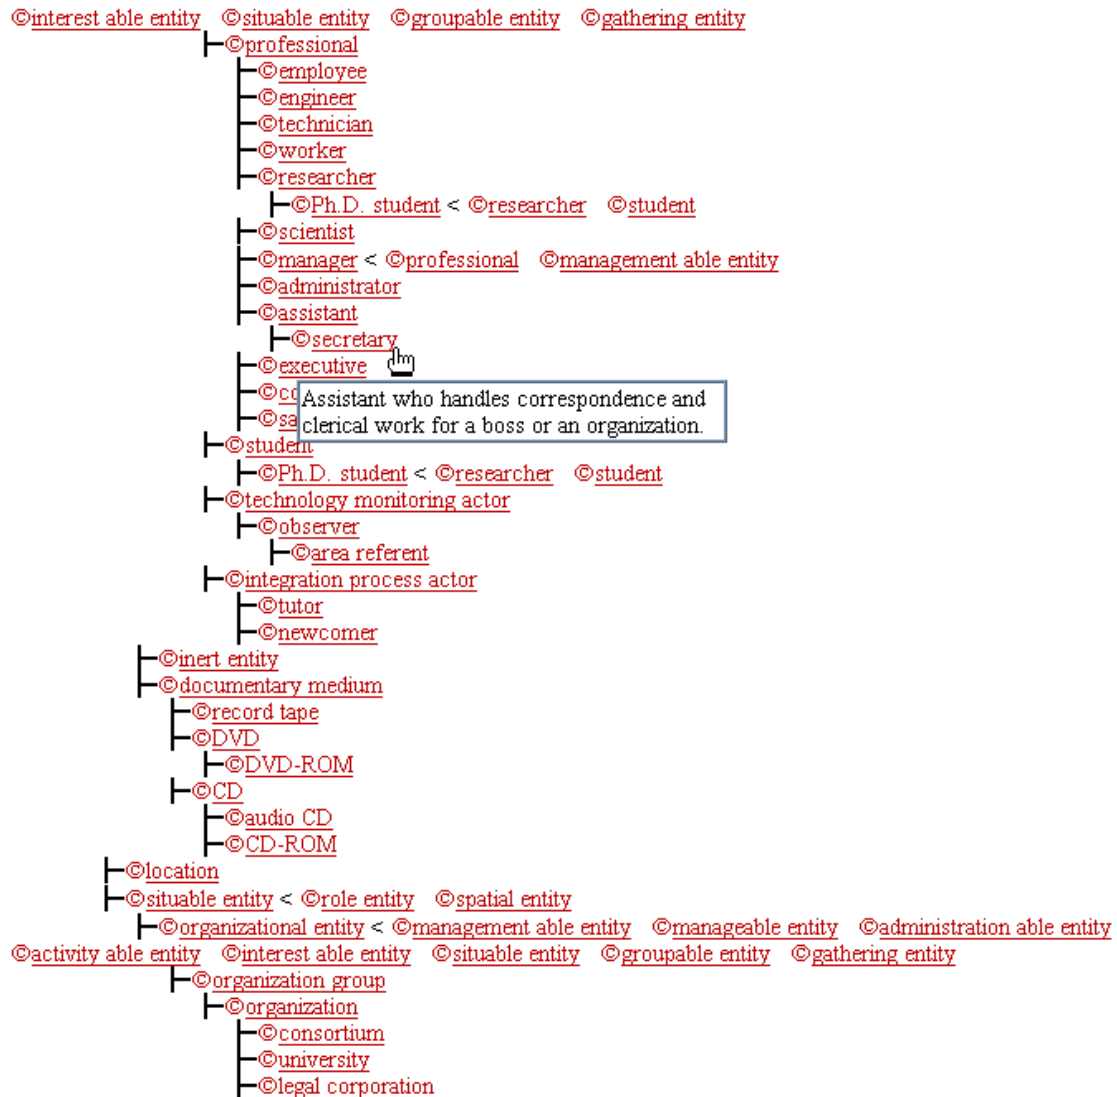 ©interest able entity ©situable entity ©groupable entity ©gathering entity
©professional
©employee
©engineer
©technician
©worker
©researcher
©Ph.D. student < ©researcher ©student
©scientist
©manager < ©professional ©management able entity
©administrator
©assistant
©secretary
©executive
Assistant who handles correspondence and
clerical work for a boss or an organization.
©student
©Ph.D. student < ©researcher ©student
©technology monitoring actor
©observer
©area referent
©integration process actor
©tutor
©newcomer
©inert entity
©documentary medium
©record tape
©DVD
©DVD-ROM
©CD
©audio CD
©CD-ROM
©location
©situable entity < ©role entity ©spatial entity
©organizational entity < ©management able entity ©manageable entity ©administration able entity
©activity able entity ©interest able entity ©situable entity ©groupable entity ©gathering entity
©organization group
©organization
©consortium
©university
©legal corporation